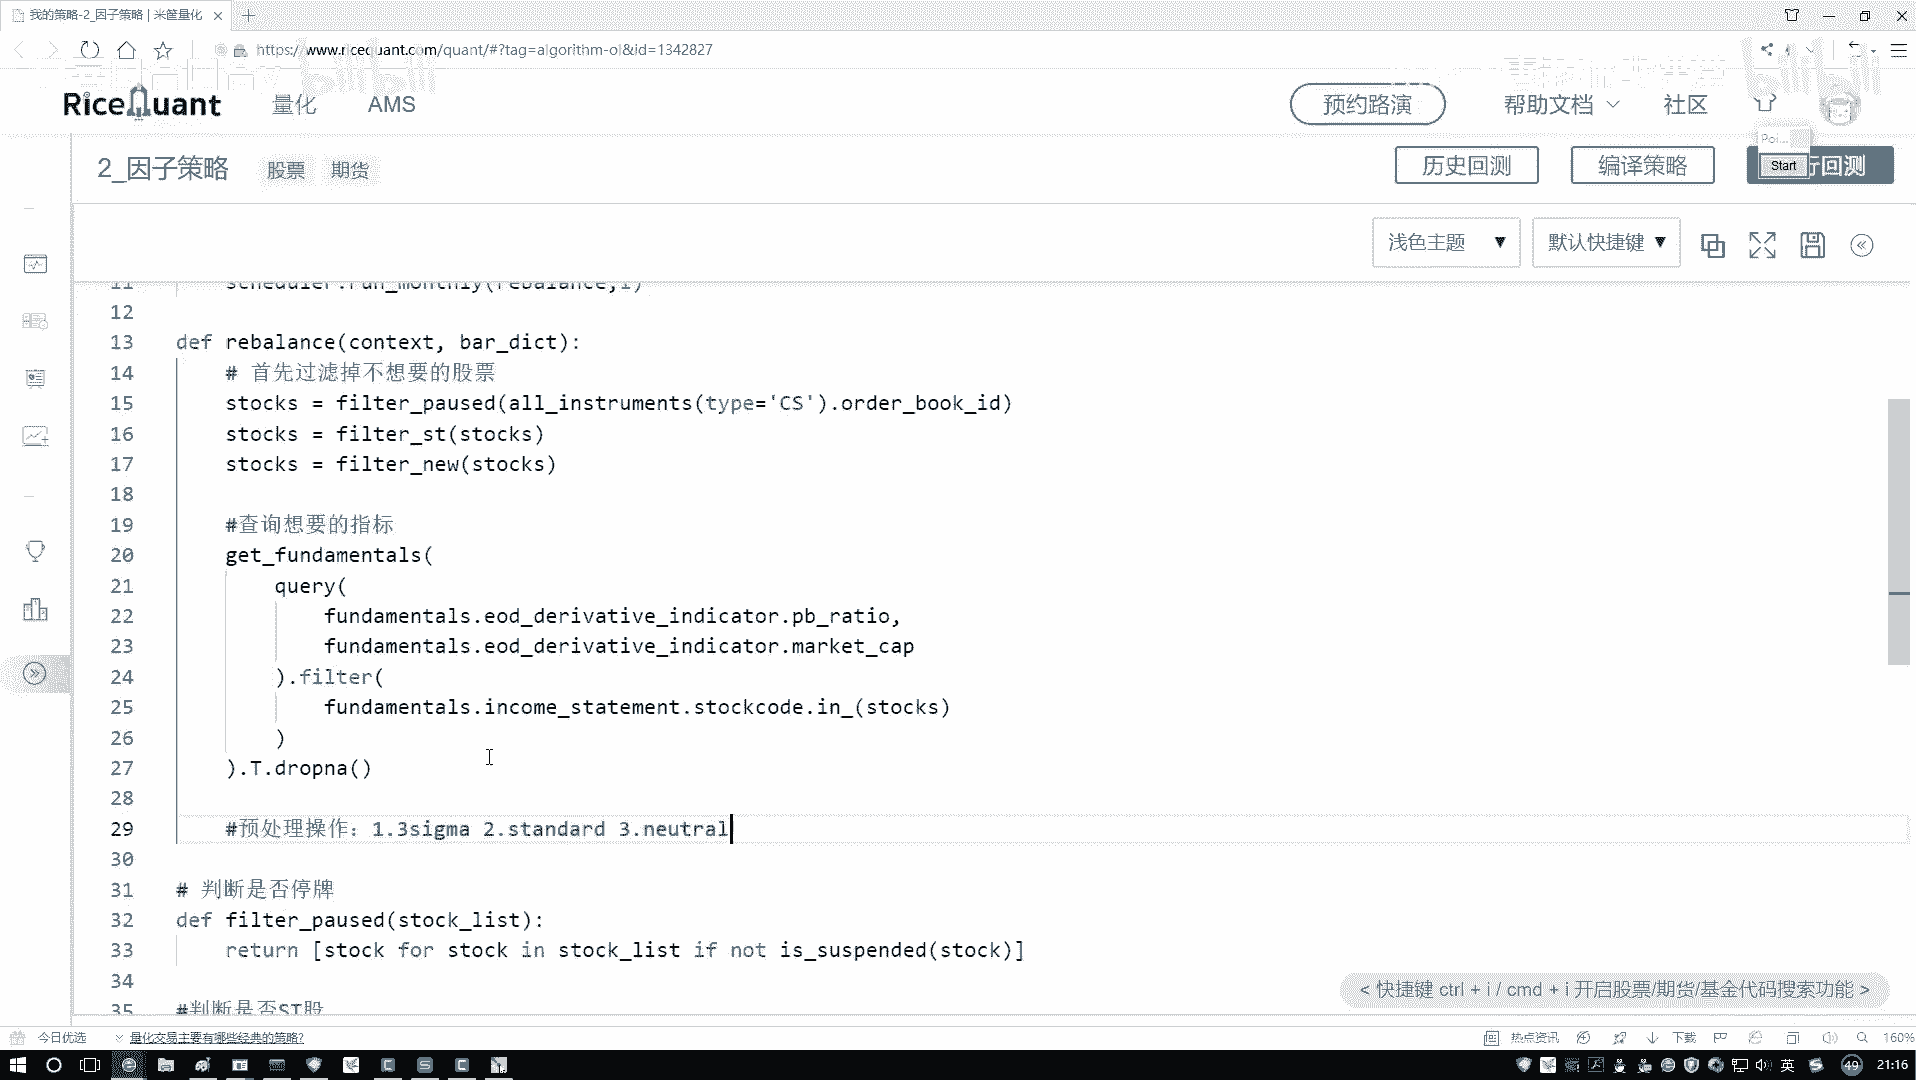 我的策略-2_因子策略 | 米筐量化
https://www.ricequant.com/quant/#?tag=algorithm-ol&id=1342827
RiceQuant 量化 AMS 预约路演 帮助文档 社区
2_因子策略 股票 期货 历史回测 编译策略 行回测
Start
浅色主题 默认快捷键
11 scheduler.run_monthly(rebalance,1)
12
13 def rebalance(context, bar_dict):
14 # 首先过滤掉不想要的股票
15 stocks = filter_paused(all_instruments(type='CS').order_book_id)
16 stocks = filter_st(stocks)
17 stocks = filter_new(stocks)
18
19 #查询想要的指标
20 get_fundamentals(
21 query(
22 fundamentals.eod_derivative_indicator.pb_ratio,
23 fundamentals.eod_derivative_indicator.market_cap
24 ).filter(
25 fundamentals.income_statement.stockcode.in_(stocks)
26 )
27 ).T.dropna()
28
29 #预处理操作：1.3sigma 2.standard 3.neutral
30
31 # 判断是否停牌
32 def filter_paused(stock_list):
33 return [stock for stock in stock_list if not is_suspended(stock)]
34
35 #判断是否ST股
< 快捷键 ctrl + i / cmd + i 开启股票/期货/基金代码搜索功能 >
今日优选 量化交易主要有哪些经典的策略? 热点资讯 下载 160%
英 49 21:16